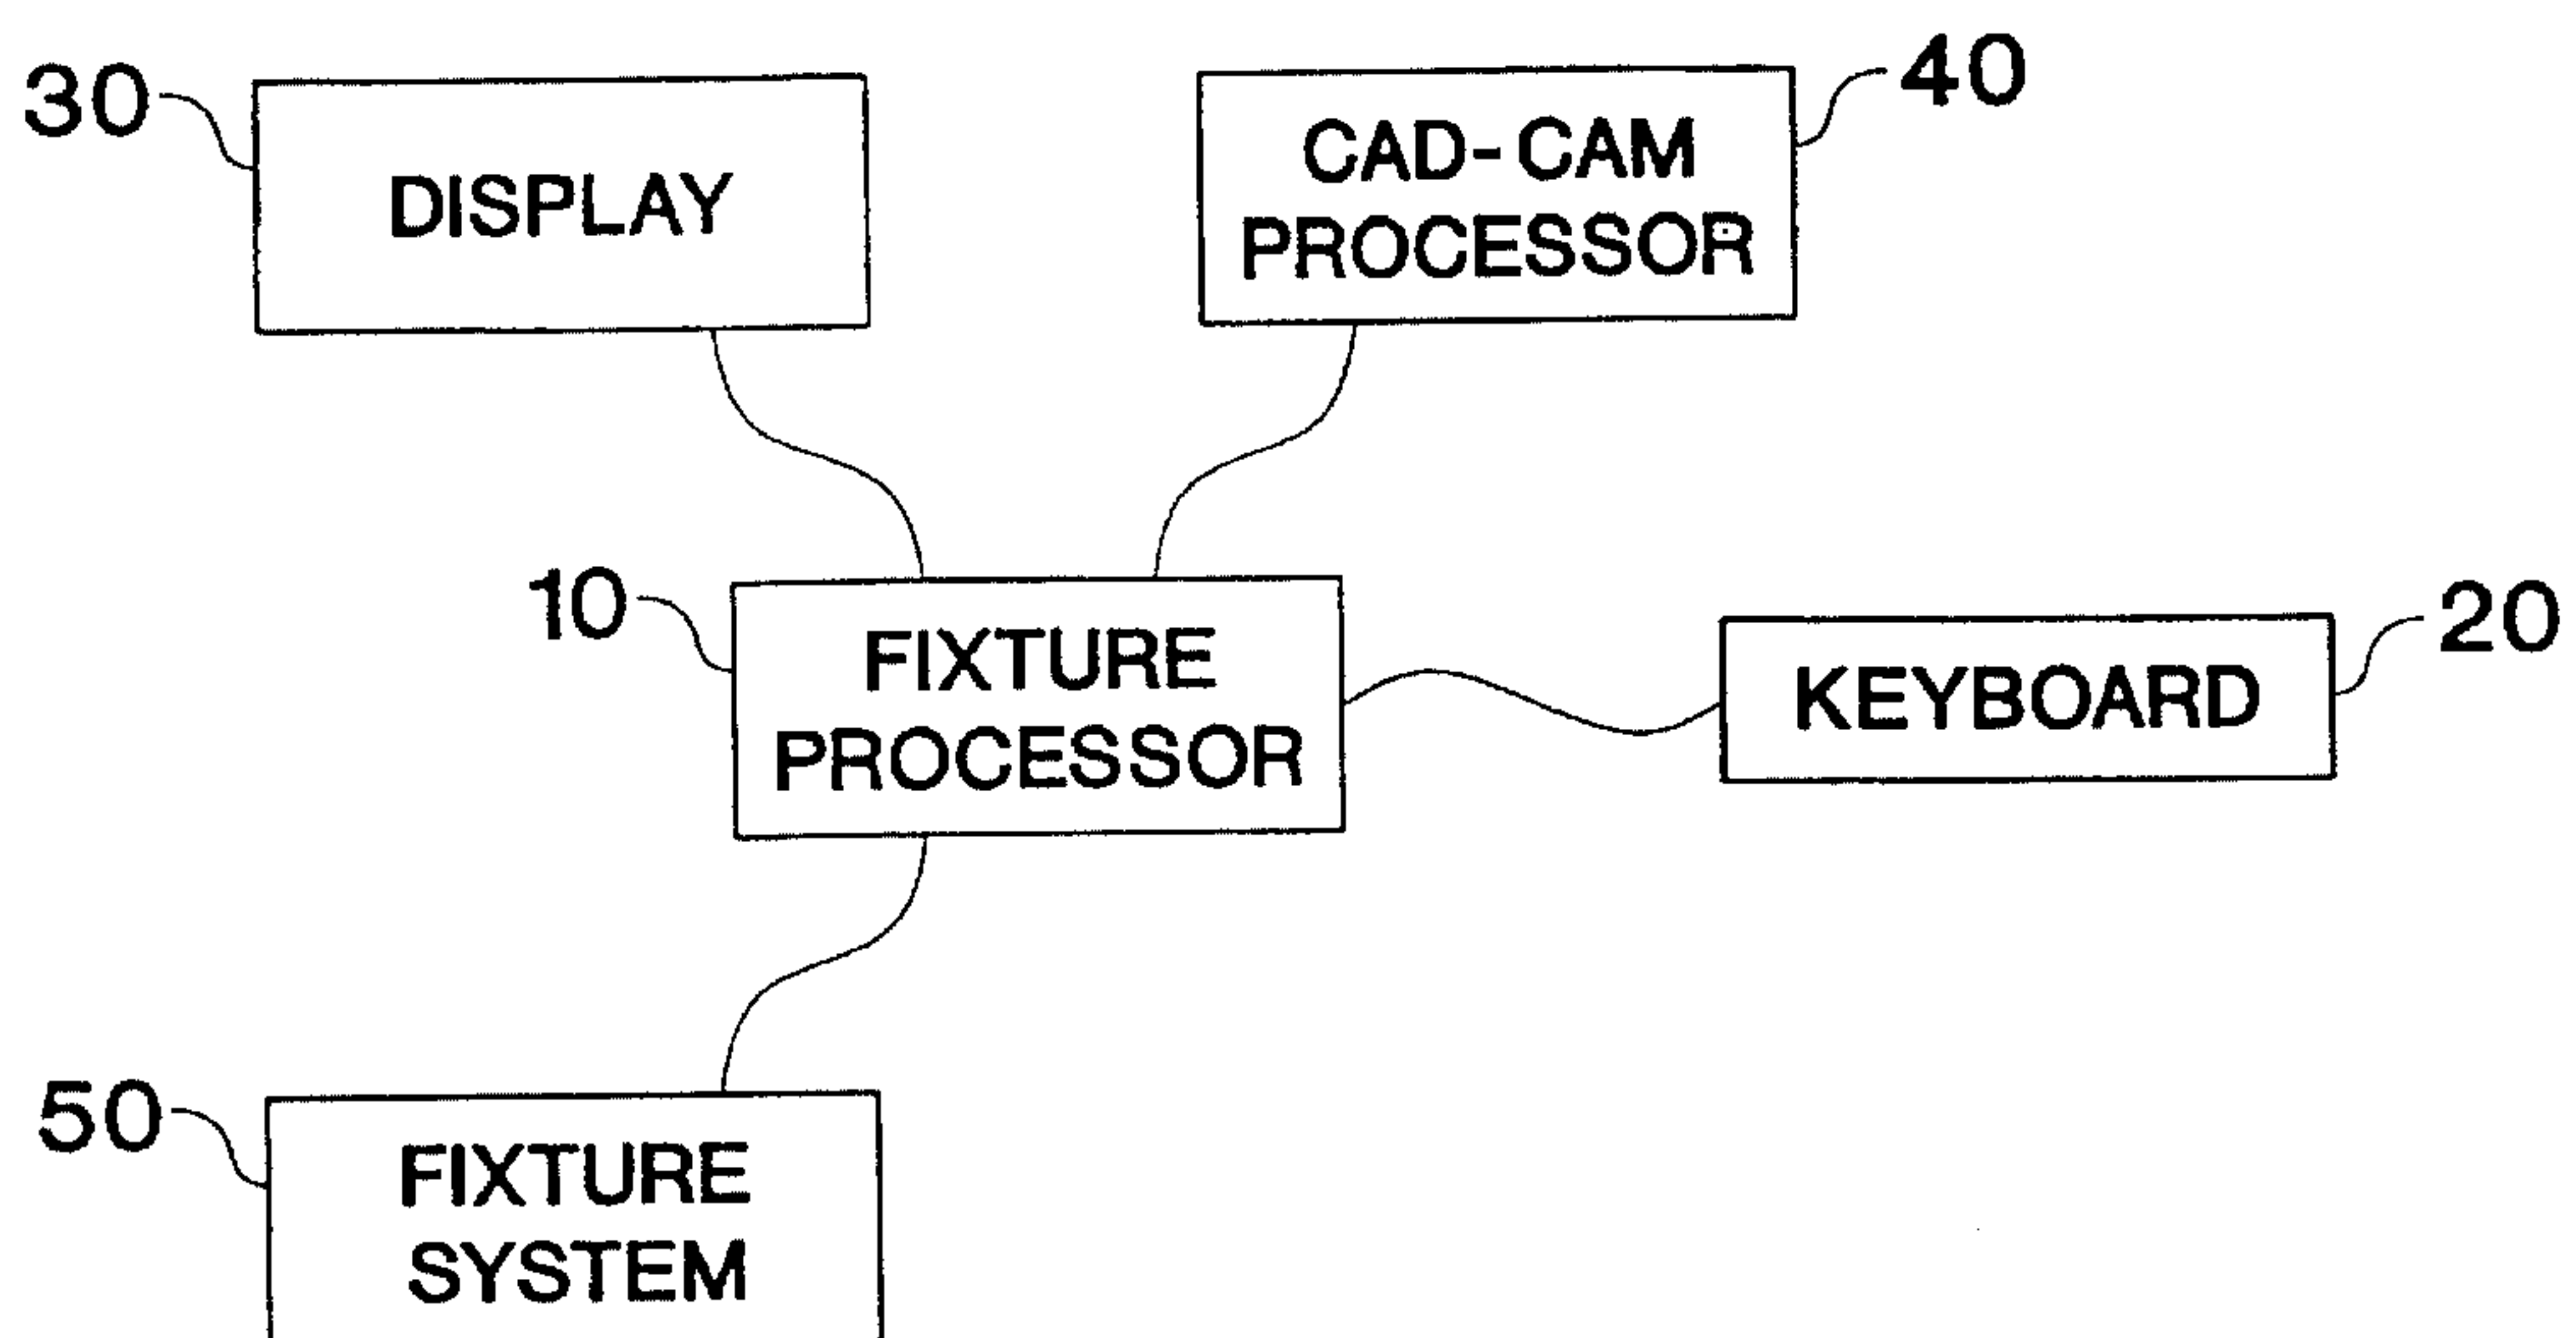 30
DISPLAY
CAD-CAM
PROCESSOR
40
10
FIXTURE
PROCESSOR
KEYBOARD
20
50
FIXTURE
SYSTEM